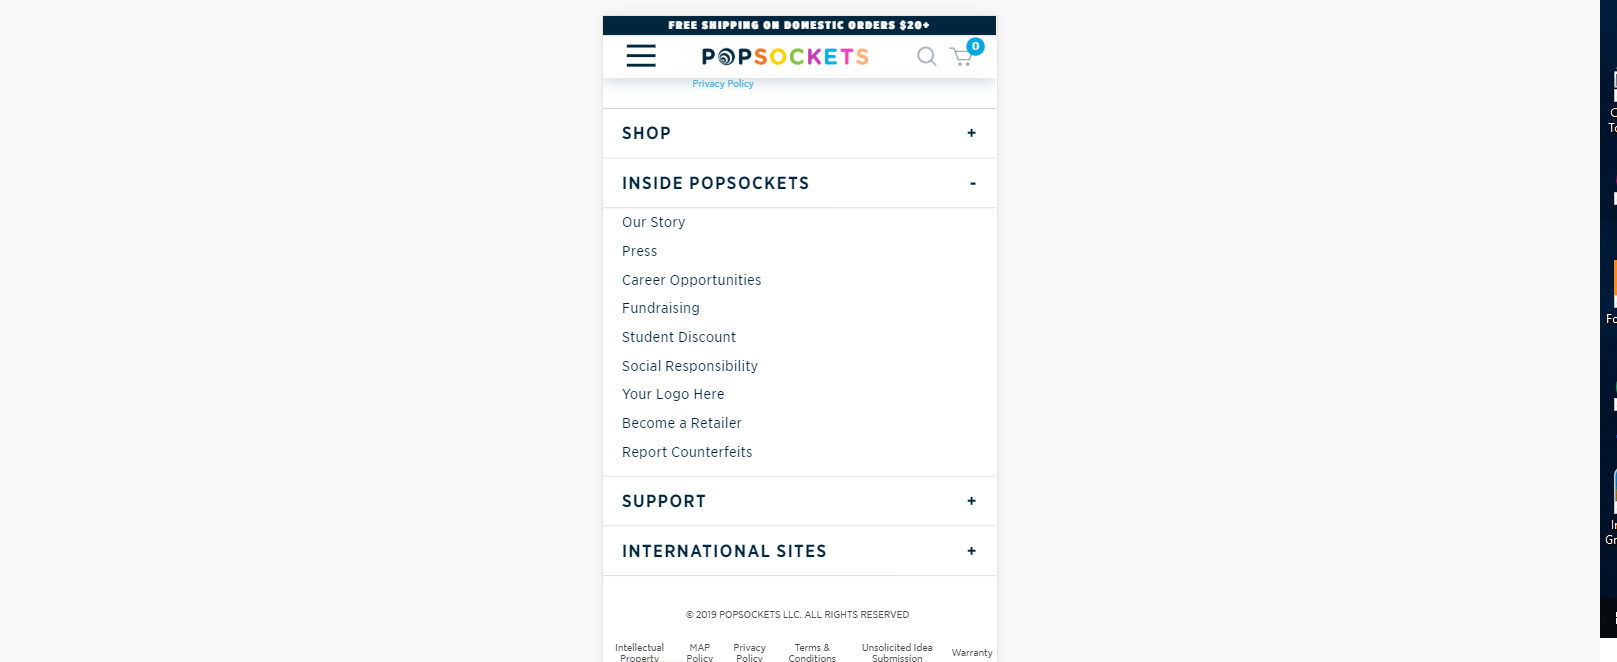 FREE SHIPPING ON DOMESTIC ORDERS $20+
POPSOCKETS
0
Privacy Policy
SHOP +
INSIDE POPSOCKETS -
Our Story
Press
Career Opportunities
Fundraising
Student Discount
Social Responsibility
Your Logo Here
Become a Retailer
Report Counterfeits
SUPPORT +
INTERNATIONAL SITES +
© 2019 POPSOCKETS LLC. ALL RIGHTS RESERVED
Intellectual Property
MAP Policy
Privacy Policy
Terms & Conditions
Unsolicited Idea Submission
Warranty